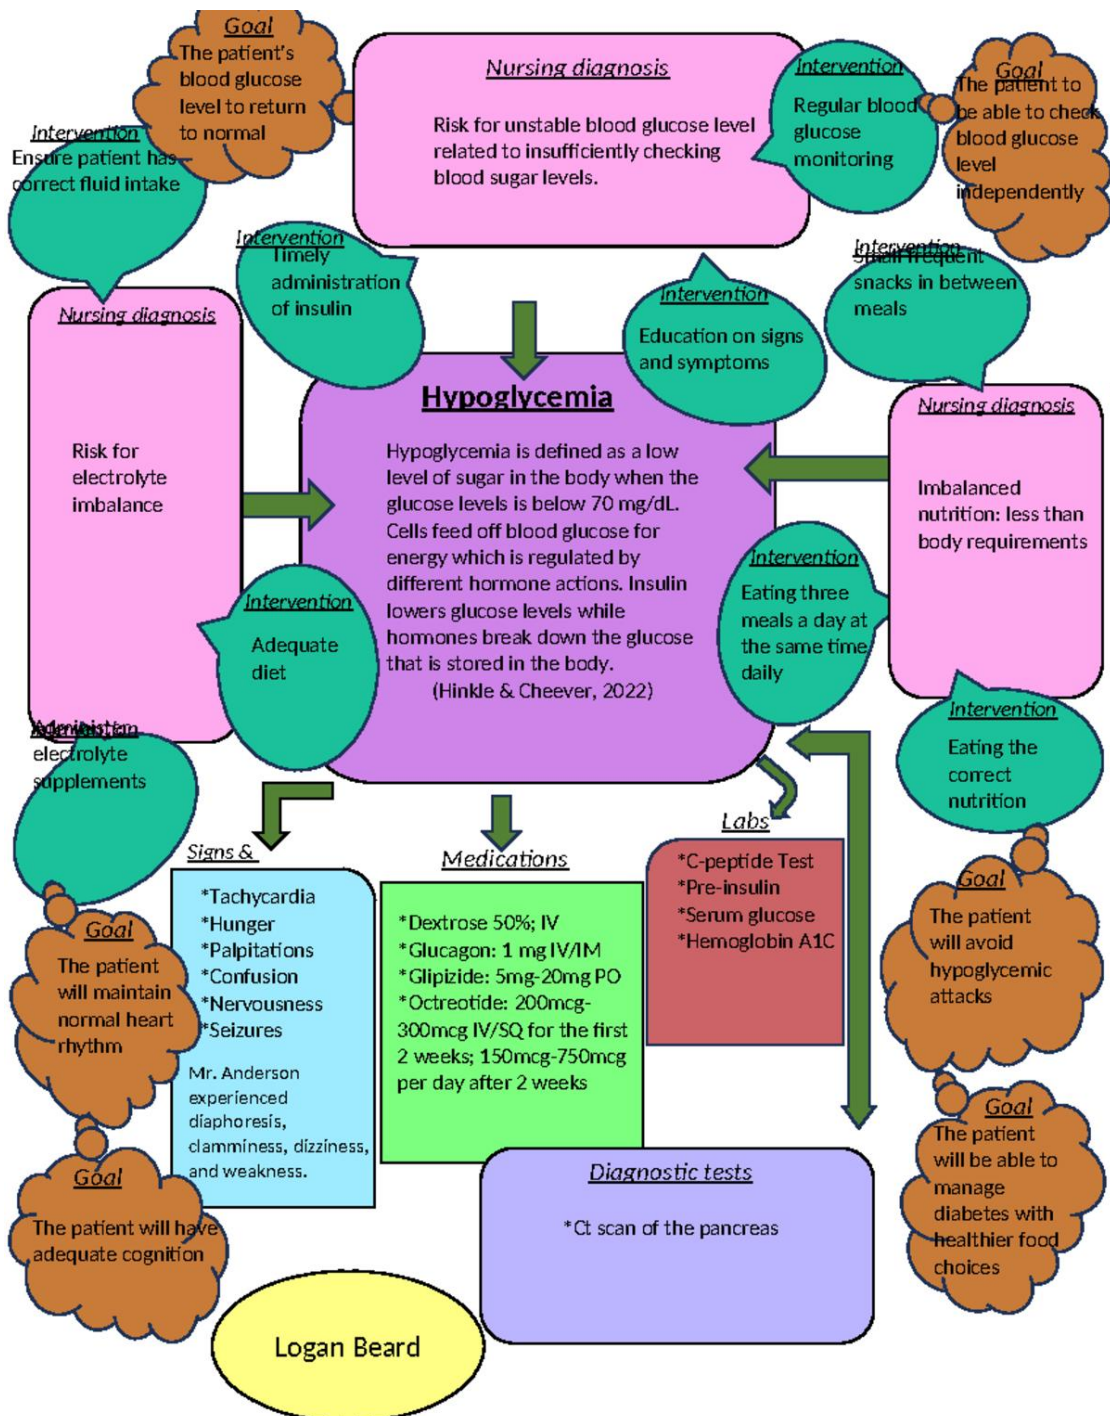 Goal
The patient's
blood glucose
level to return
to normal
Nursing diagnosis
Risk for unstable blood glucose level
related to insufficiently checking
blood sugar levels.
Intervention
Regular blood
glucose
monitoring
Goal
The patient to
be able to check
blood glucose
level
independently
Intervention
Ensure patient has
correct fluid intake
Intervention
Timely
administration
of insulin
Intervention
Education on signs
and symptoms
Intervention
Small frequent
snacks in between
meals
Nursing diagnosis
Risk for
electrolyte
imbalance
Hypoglycemia
Hypoglycemia is defined as a low
level of sugar in the body when the
glucose levels is below 70 mg/dL.
Cells feed off blood glucose for
energy which is regulated by
different hormone actions. Insulin
lowers glucose levels while
hormones break down the glucose
that is stored in the body.
(Hinkle & Cheever, 2022)
Nursing diagnosis
Imbalanced
nutrition: less than
body requirements
Intervention
Adequate
diet
Intervention
Eating three
meals a day at
the same time
daily
Intervention
Administer
electrolyte
supplements
Intervention
Eating the
correct
nutrition
Signs &
*Tachycardia
*Hunger
*Palpitations
*Confusion
*Nervousness
*Seizures
Mr. Anderson
experienced
diaphoresis,
clamminess, dizziness,
and weakness.
Medications
*Dextrose 50%; IV
*Glucagon: 1 mg IV/IM
*Glipizide: 5mg-20mg PO
*Octreotide: 200mcg-
300mcg IV/SQ for the first
2 weeks; 150mcg-750mcg
per day after 2 weeks
Labs
*C-peptide Test
*Pre-insulin
*Serum glucose
*Hemoglobin A1C
Goal
The patient
will maintain
normal heart
rhythm
Goal
The patient will have
adequate cognition
Goal
The patient
will avoid
hypoglycemic
attacks
Goal
The patient
will be able to
manage
diabetes with
healthier food
choices
Diagnostic tests
*Ct scan of the pancreas
Logan Beard